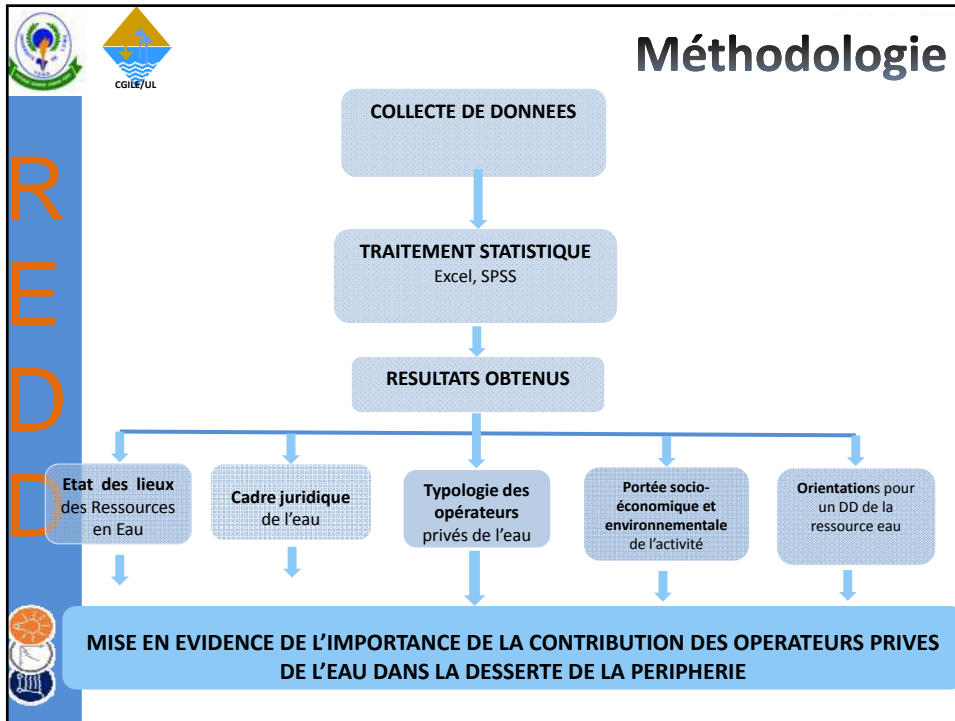 CGILE/UL
Méthodologie
R
E
D
D
COLLECTE DE DONNEES
TRAITEMENT STATISTIQUE
Excel, SPSS
RESULTATS OBTENUS
Etat des lieux
des Ressources
en Eau
Cadre juridique
de l’eau
Typologie des
opérateurs
privés de l’eau
Portée socio-
économique et
environnementale
de l’activité
Orientations pour
un DD de la
ressource eau
MISE EN EVIDENCE DE L’IMPORTANCE DE LA CONTRIBUTION DES OPERATEURS PRIVES
DE L’EAU DANS LA DESSERTE DE LA PERIPHERIE